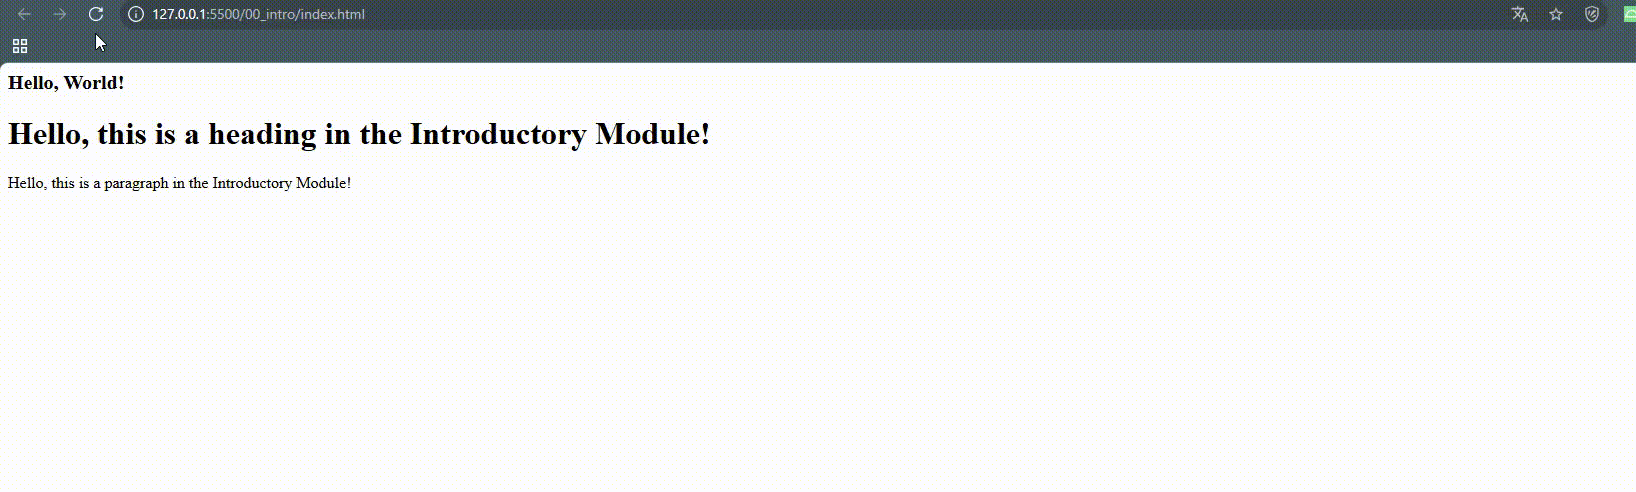 127.0.0.1:5500/00_intro/index.html
Hello, World!
Hello, this is a heading in the Introductory Module!
Hello, this is a paragraph in the Introductory Module!